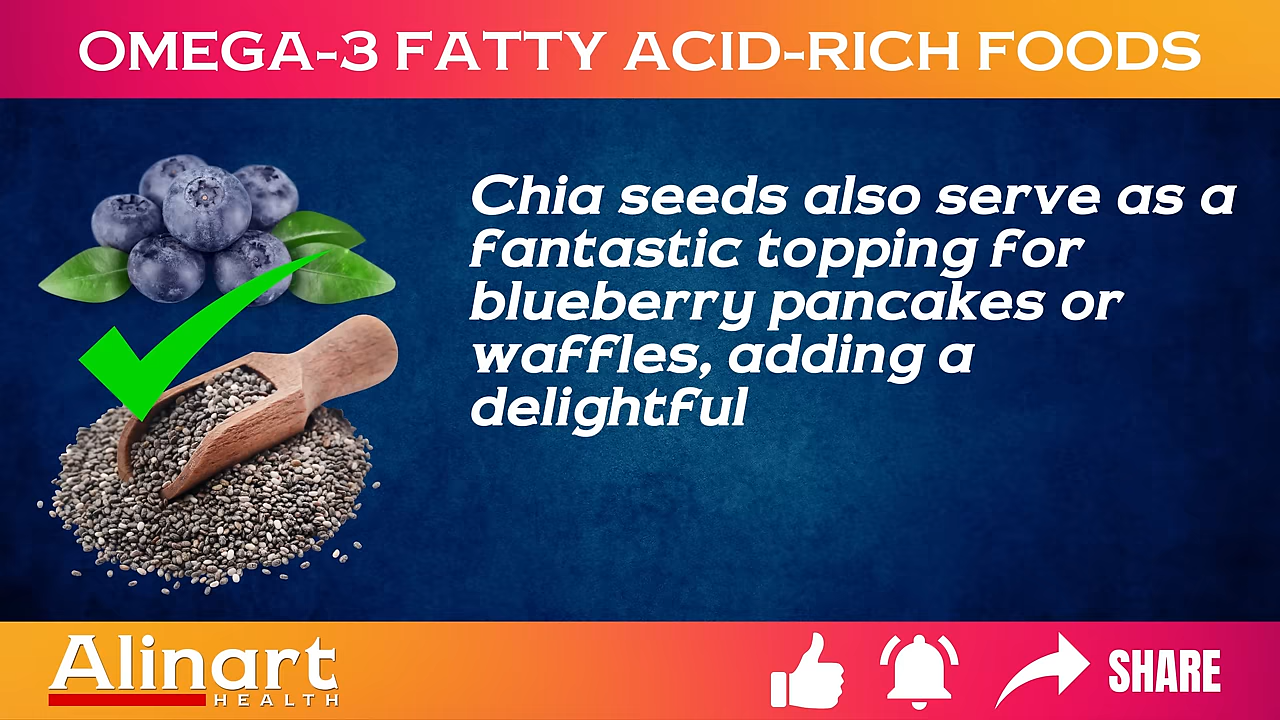 OMEGA-3 FATTY ACID-RICH FOODS
Chia seeds also serve as a
fantastic topping for
blueberry pancakes or
waffles, adding a
delightful
Alinart
HEALTH
SHARE